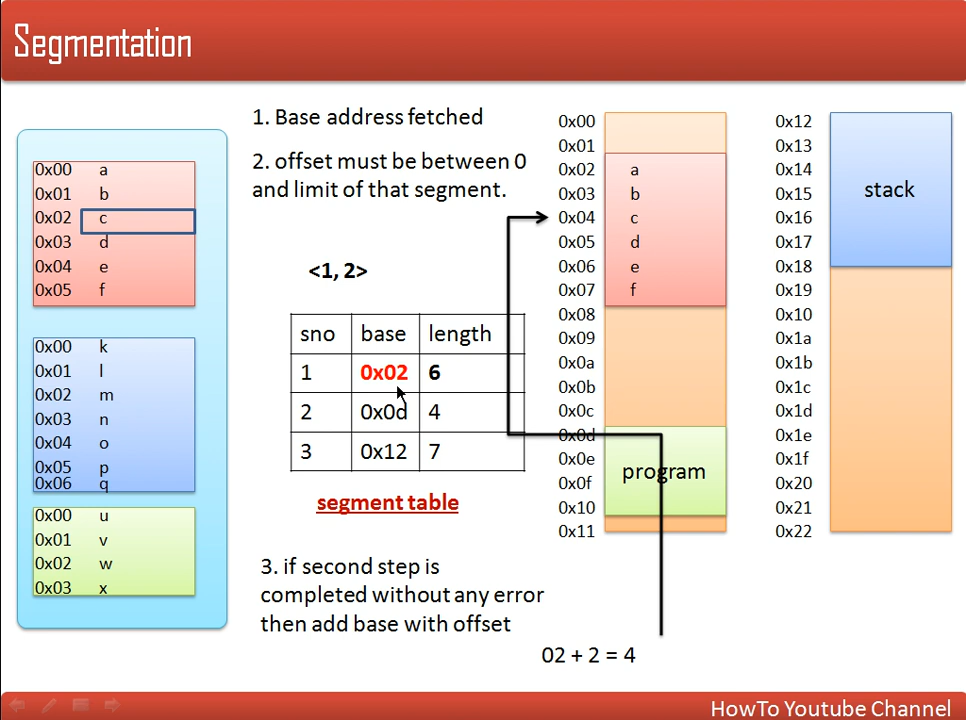 Segmentation
0x00 a
0x01 b
0x02 c
0x03 d
0x04 e
0x05 f
0x00 k
0x01 l
0x02 m
0x03 n
0x04 o
0x05 p
0x06 q
0x00 u
0x01 v
0x02 w
0x03 x
1. Base address fetched
2. offset must be between 0
and limit of that segment.
<1, 2>
sno base length
1 0x02 6
2 0x0d 4
3 0x12 7
segment table
3. if second step is
completed without any error
then add base with offset
02 + 2 = 4
0x00
0x01
0x02 a
0x03 b
0x04 c
0x05 d
0x06 e
0x07 f
0x08
0x09
0x0a
0x0b
0x0c
0x0d
0x0e
program
0x0f
0x10
0x11
0x12
0x13
0x14
stack
0x15
0x16
0x17
0x18
0x19
0x10
0x1a
0x1b
0x1c
0x1d
0x1e
0x1f
0x20
0x21
0x22
HowTo Youtube Channel